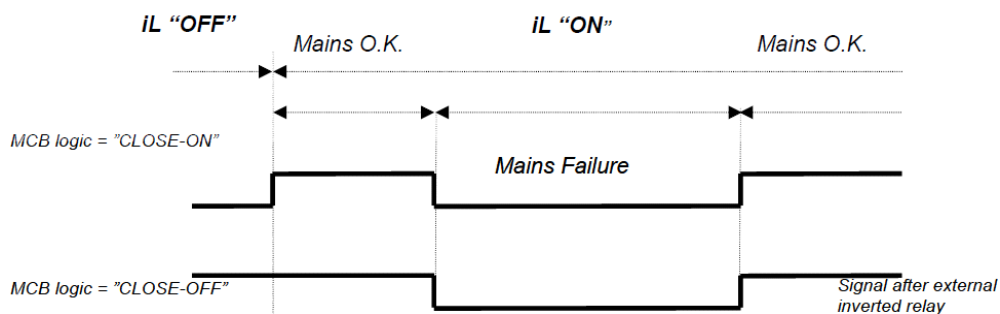 iL “OFF”
iL “ON”
Mains O.K.
Mains O.K.
MCB logic = ”CLOSE-ON”
Mains Failure
MCB logic = ”CLOSE-OFF”
Signal after external
inverted relay